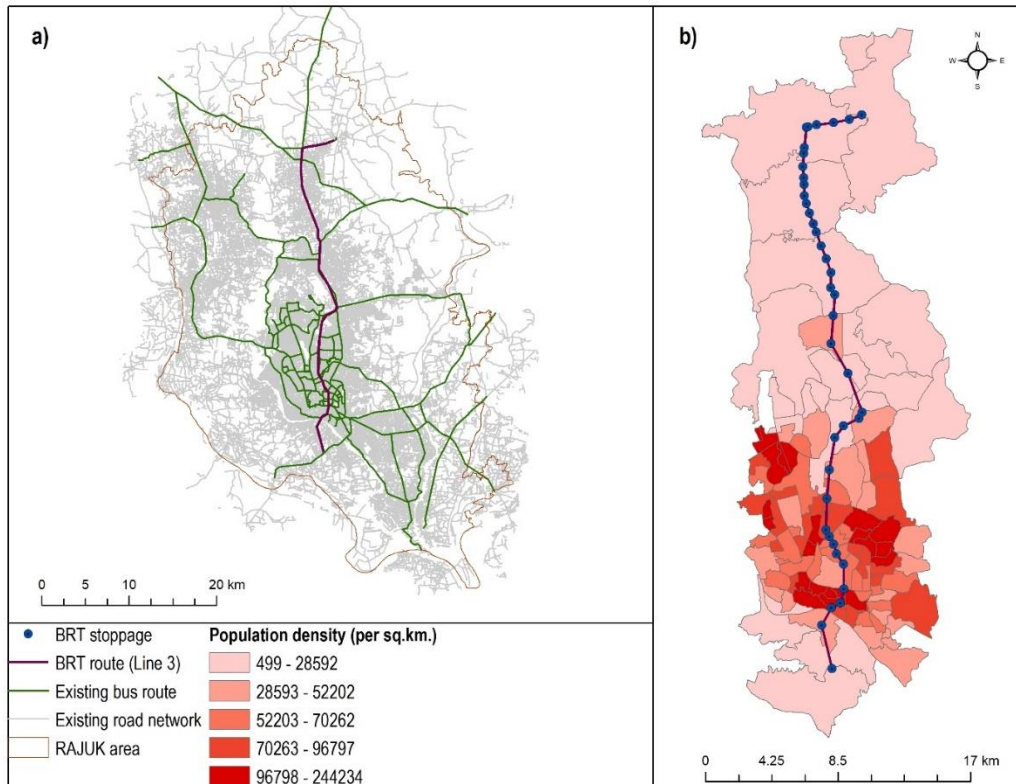 a)
0 5 10 20 km
BRT stoppage
BRT route (Line 3)
Existing bus route
Existing road network
RAJUK area
Population density (per sq.km.)
499 - 28592
28593 - 52202
52203 - 70262
70263 - 96797
96798 - 244234
b)
N
W E
S
0 4.25 8.5 17 km